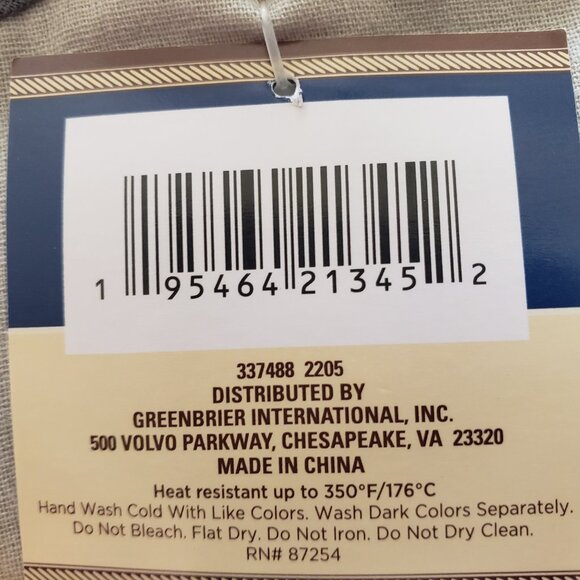 1 95464 21345 2
337488 2205
DISTRIBUTED BY
GREENBRIER INTERNATIONAL, INC.
500 VOLVO PARKWAY, CHESAPEAKE, VA 23320
MADE IN CHINA
Heat resistant up to 350°F/176°C
Hand Wash Cold With Like Colors. Wash Dark Colors Separately.
Do Not Bleach. Flat Dry. Do Not Iron. Do Not Dry Clean.
RN# 87254